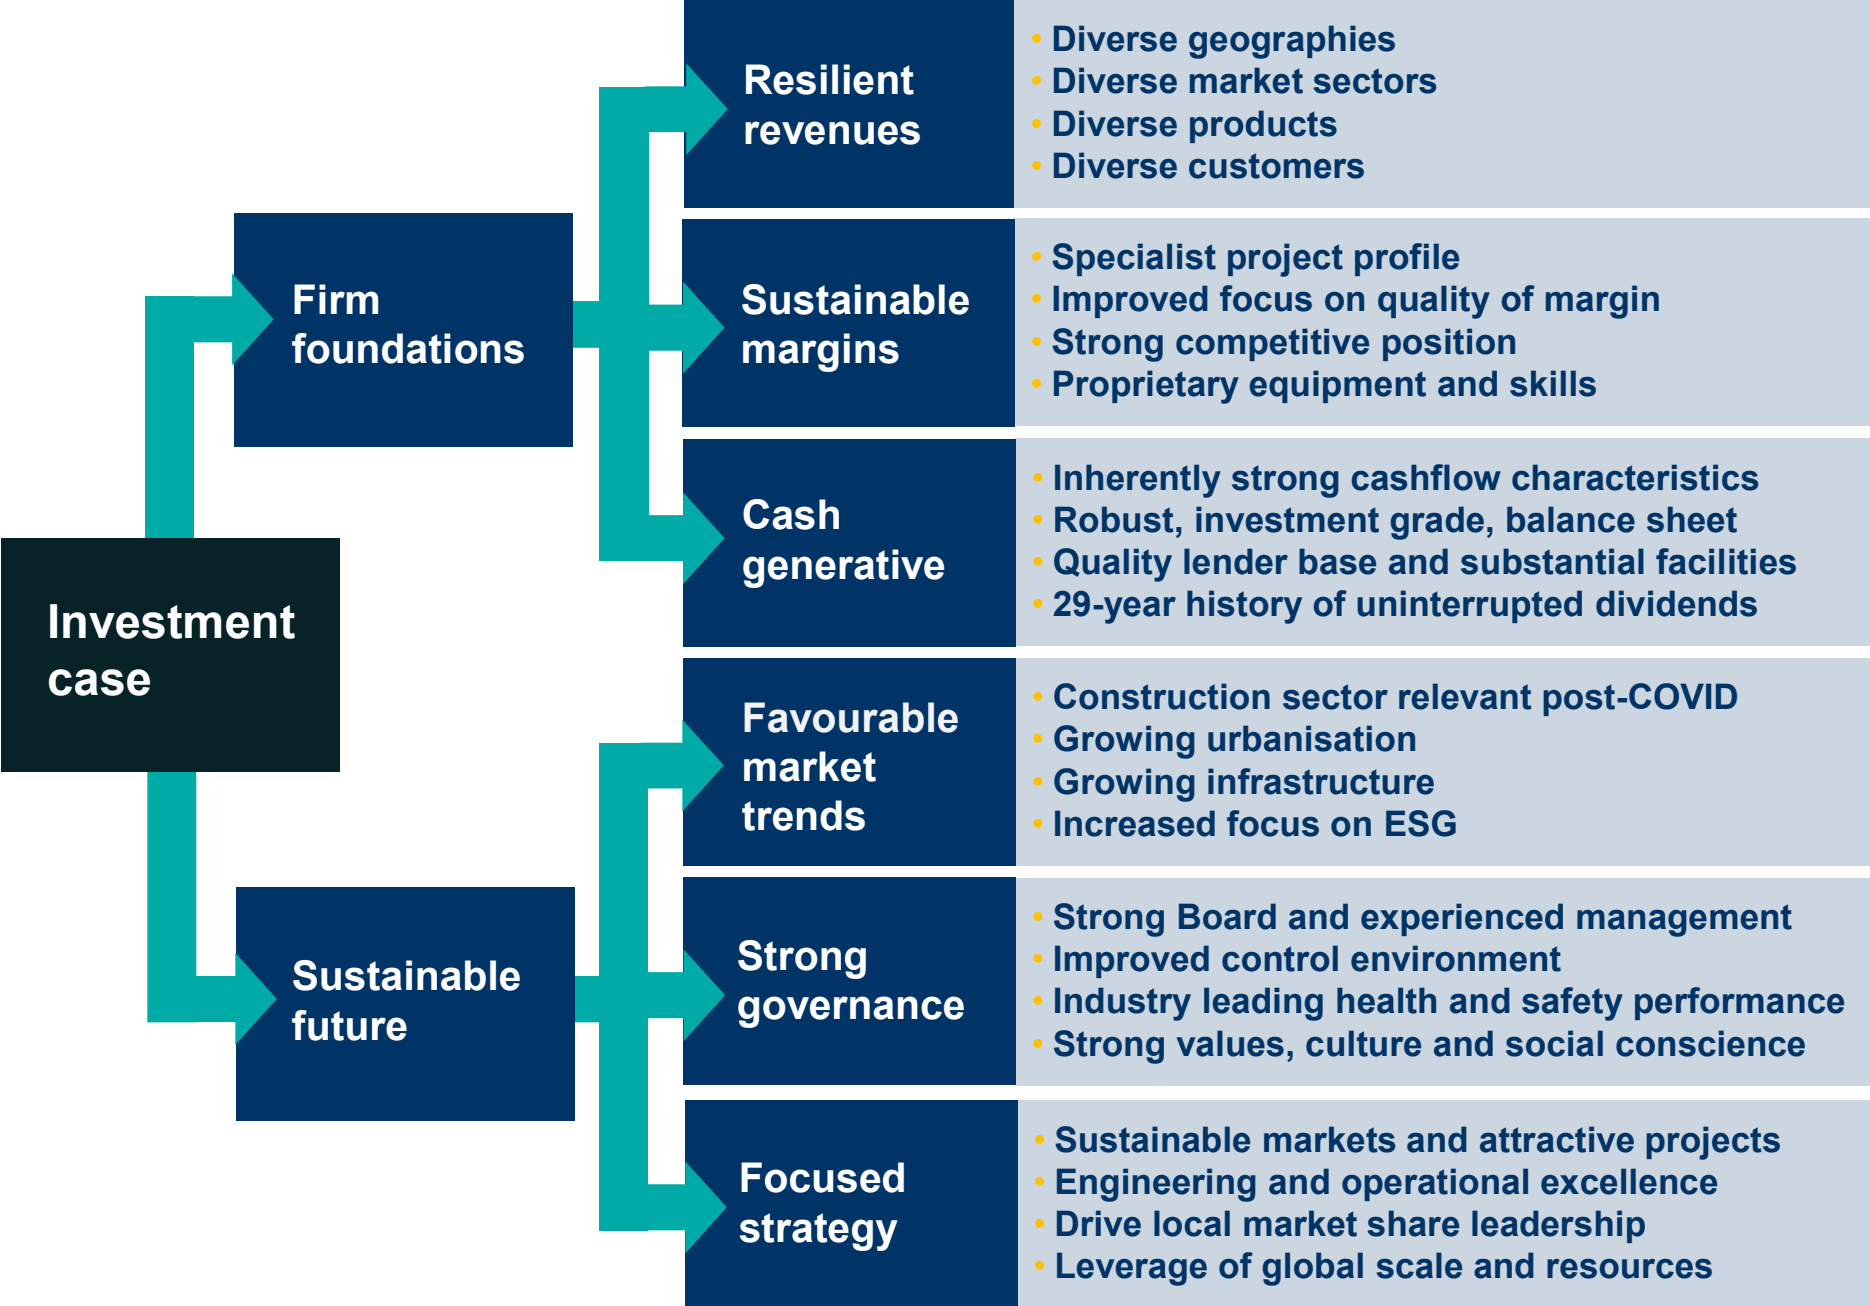 Investment
case
Firm
foundations
Resilient
revenues
• Diverse geographies
• Diverse market sectors
• Diverse products
• Diverse customers
Sustainable
margins
• Specialist project profile
• Improved focus on quality of margin
• Strong competitive position
• Proprietary equipment and skills
Cash
generative
• Inherently strong cashflow characteristics
• Robust, investment grade, balance sheet
• Quality lender base and substantial facilities
• 29-year history of uninterrupted dividends
Sustainable
future
Favourable
market
trends
• Construction sector relevant post-COVID
• Growing urbanisation
• Growing infrastructure
• Increased focus on ESG
Strong
governance
• Strong Board and experienced management
• Improved control environment
• Industry leading health and safety performance
• Strong values, culture and social conscience
Focused
strategy
• Sustainable markets and attractive projects
• Engineering and operational excellence
• Drive local market share leadership
• Leverage of global scale and resources